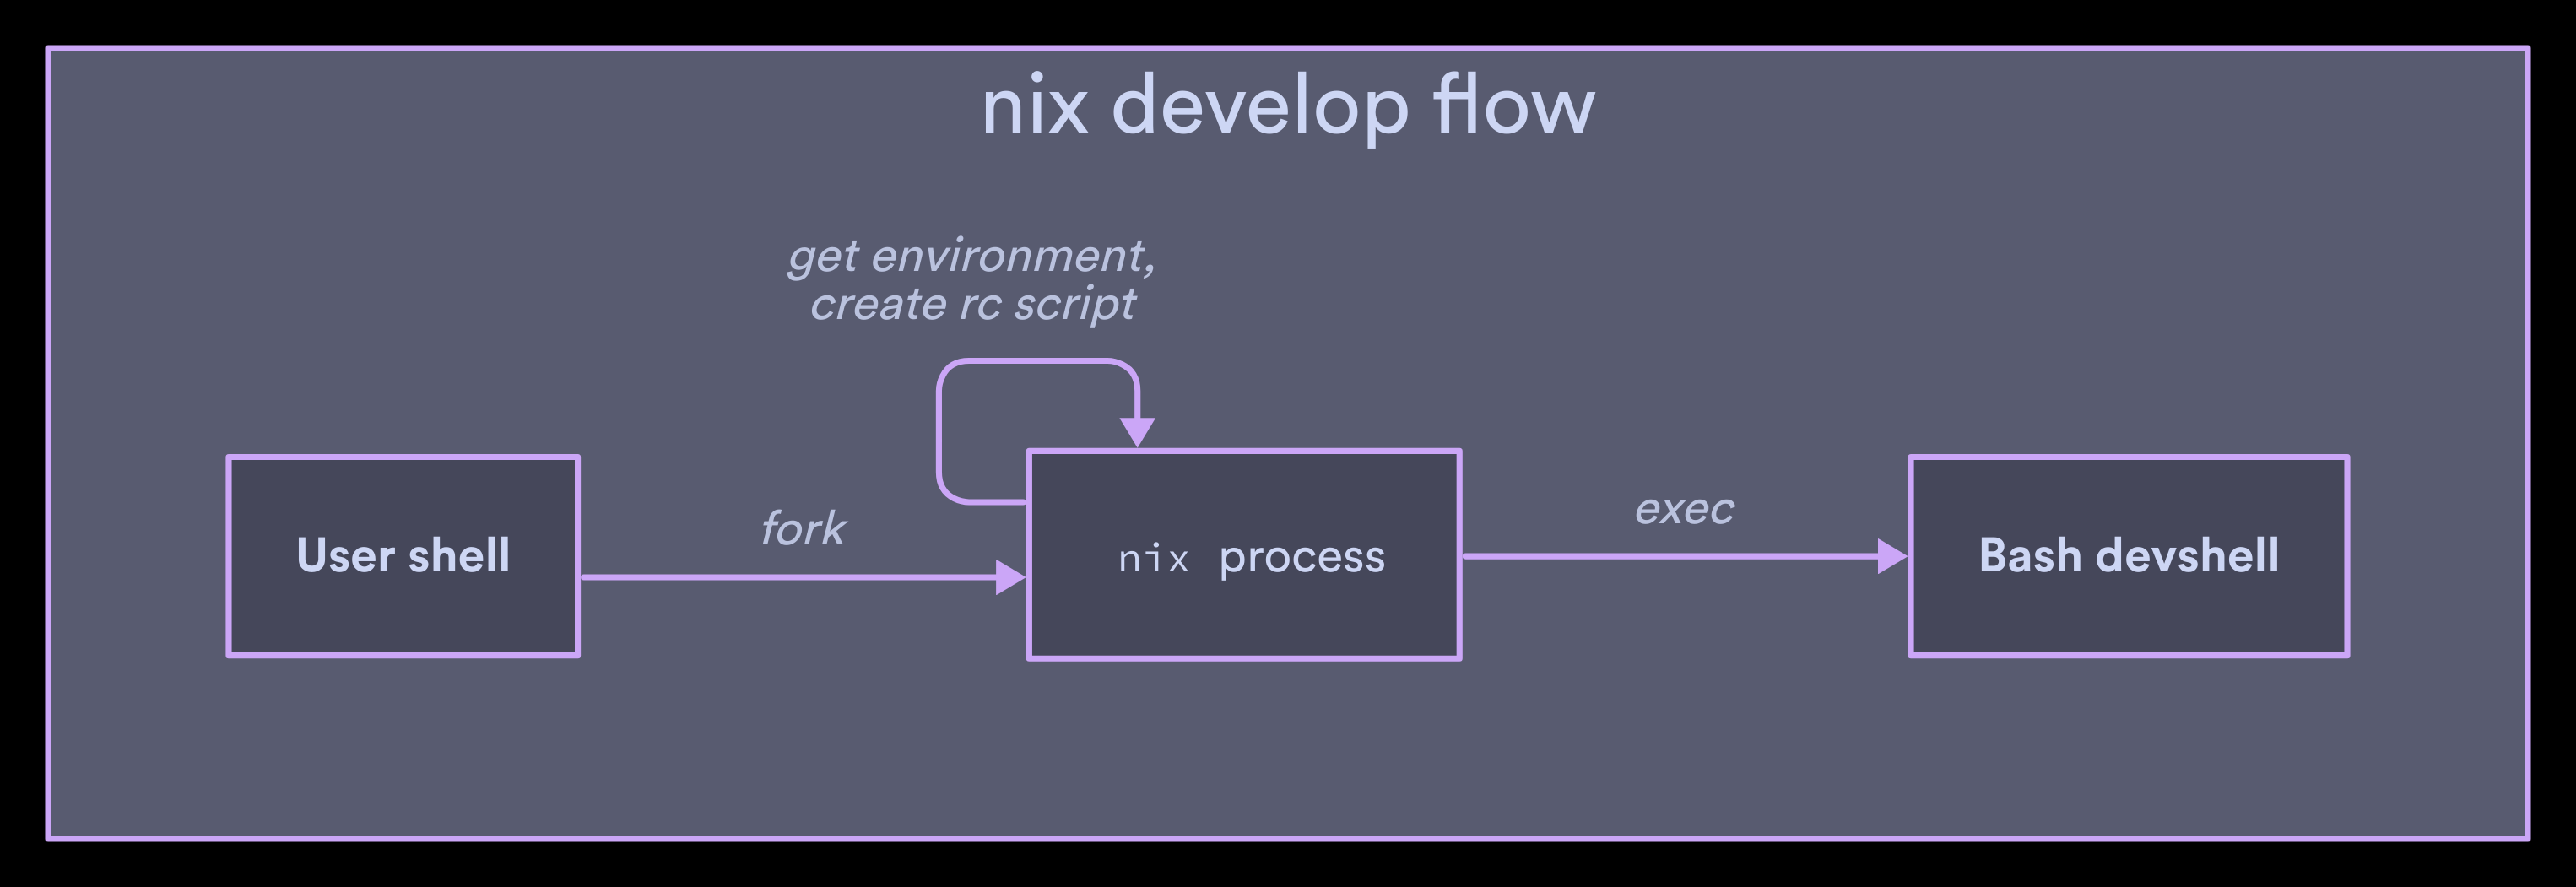 nix develop flow
get environment,
create rc script
User shell
fork
nix process
exec
Bash devshell